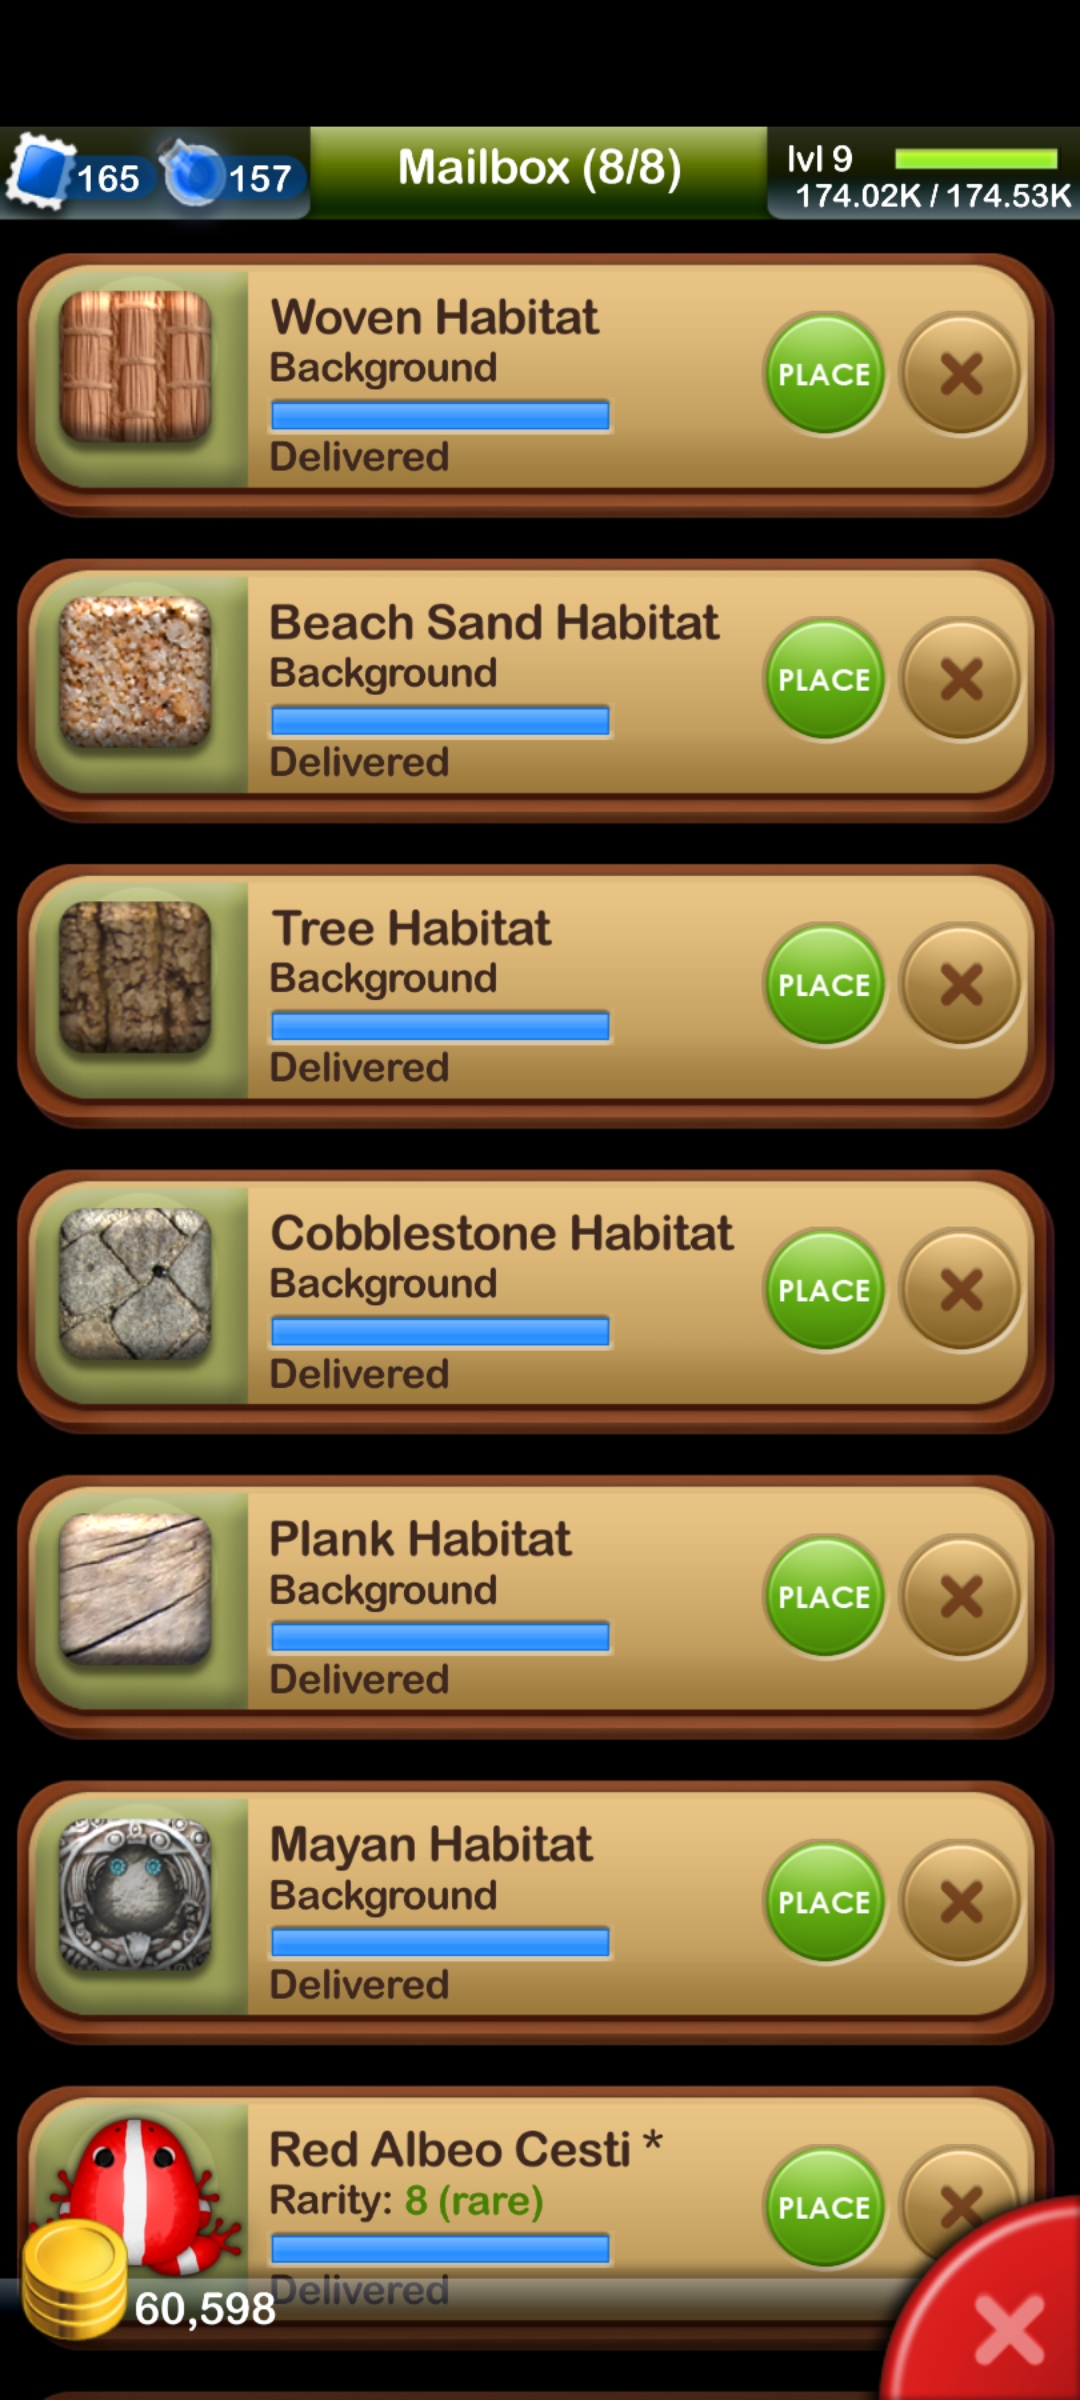 165 157 Mailbox (8/8) lvl 9
174.02K / 174.53K
Woven Habitat
Background
PLACE
Delivered
Beach Sand Habitat
Background
PLACE
Delivered
Tree Habitat
Background
PLACE
Delivered
Cobblestone Habitat
Background
PLACE
Delivered
Plank Habitat
Background
PLACE
Delivered
Mayan Habitat
Background
PLACE
Delivered
Red Albeo Cesti *
Rarity: 8 (rare)
PLACE
Delivered
60,598